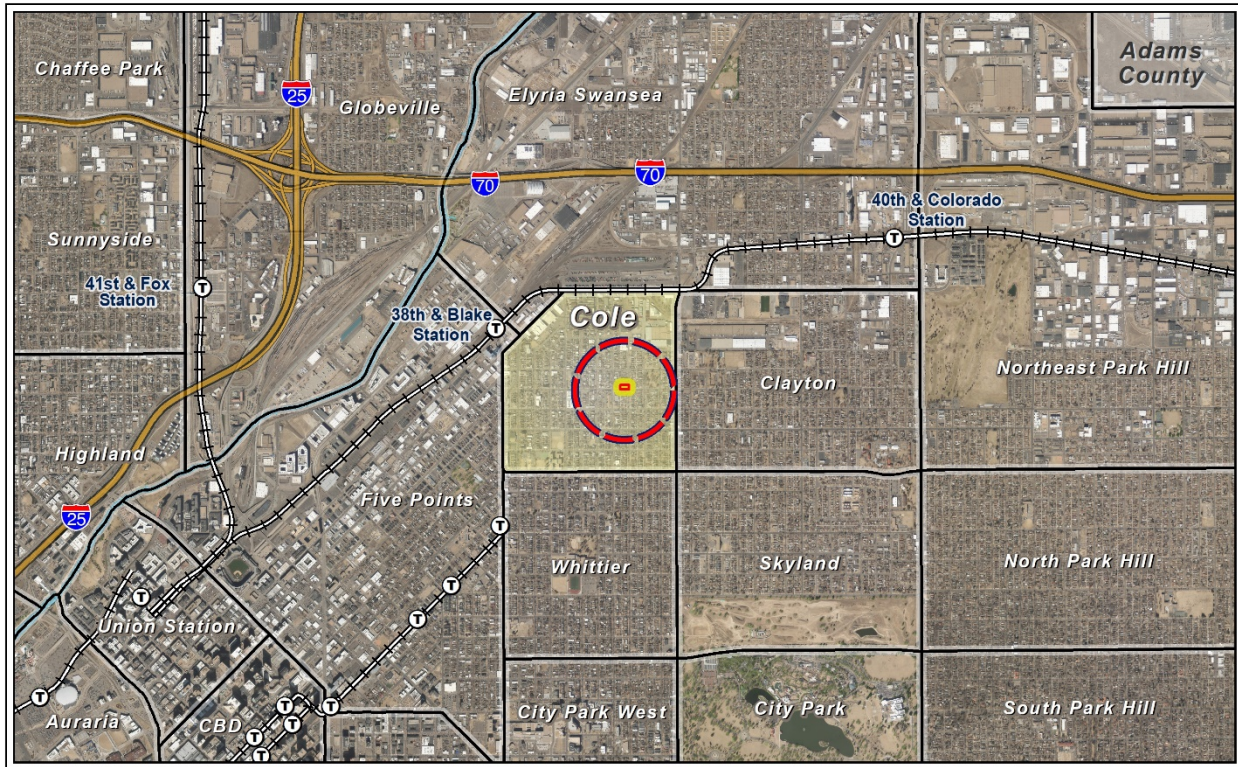 Chaffee Park
25
Globeville
Elyria Swansea
Adams
County
70
70
40th & Colorado
Station
Sunnyside
41st & Fox
Station
T
T
38th & Blake
Station
T
Cole
Clayton
Northeast Park Hill
Highland
25
Five Points
T
Whittier
Skyland
North Park Hill
T
T
T
Union Station
T
Auraria
CBD
T
T
T
T
T
City Park West
City Park
South Park Hill